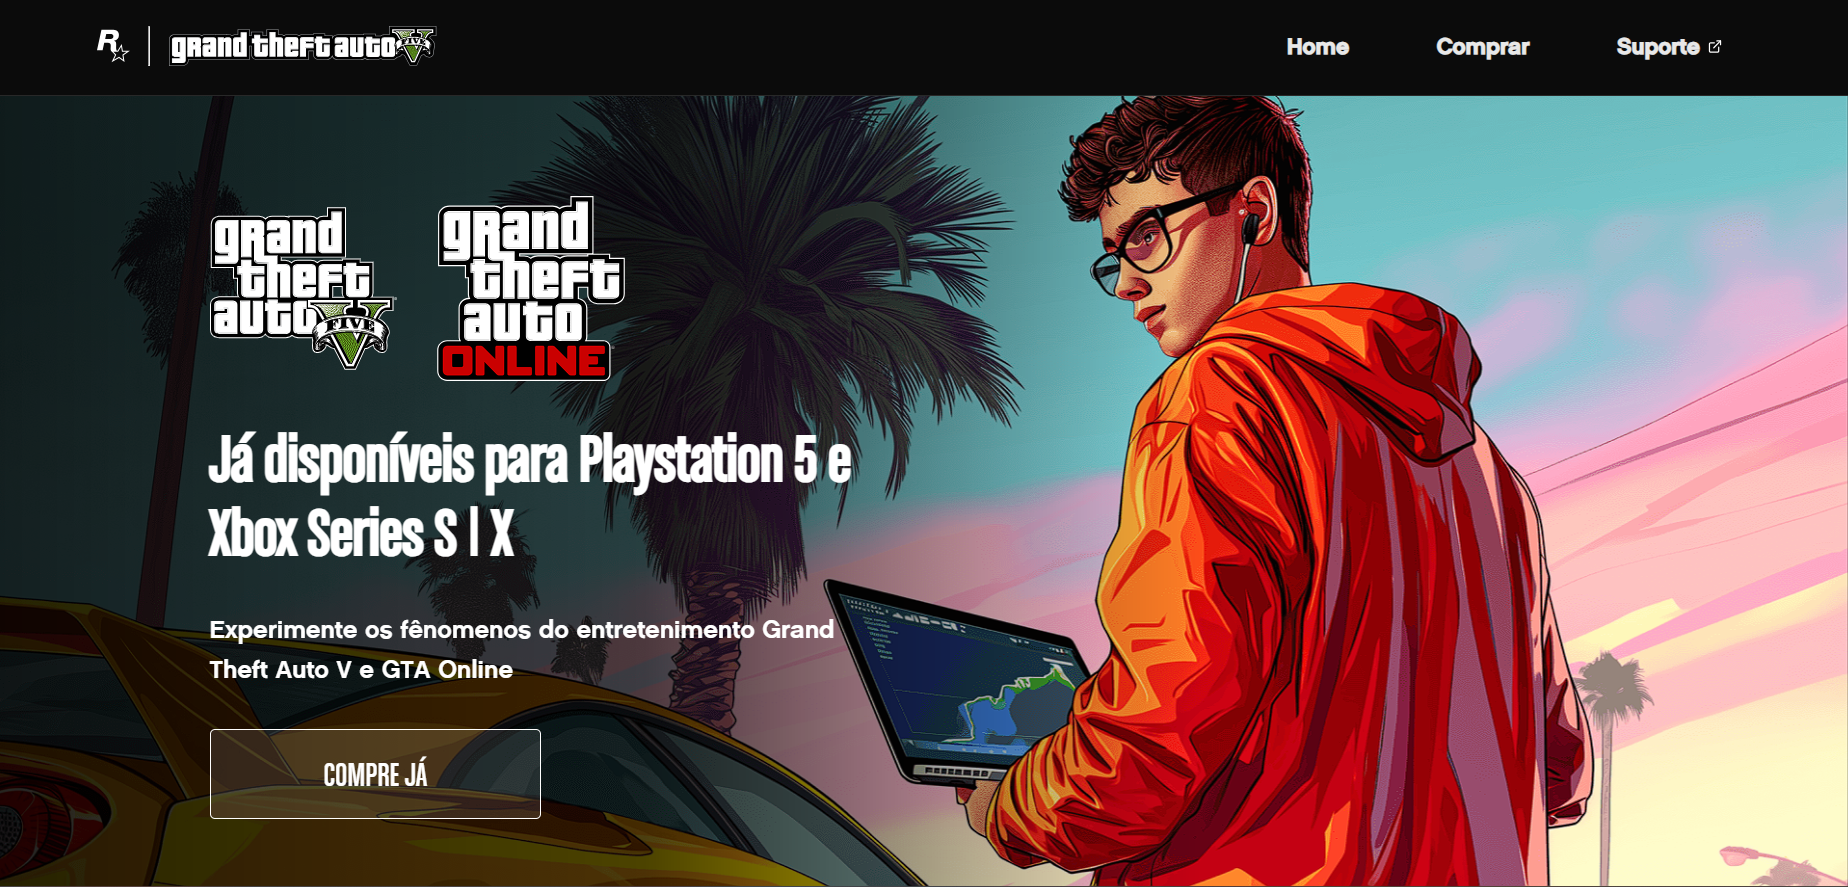 R
grand theft auto V
FIVE
Home
Comprar
Suporte
grand
theft
auto V
FIVE
grand
theft
auto
ONLINE
Já disponíveis para Playstation 5 e
Xbox Series S | X
Experimente os fênomenos do entretenimento Grand
Theft Auto V e GTA Online
COMPRE JÁ